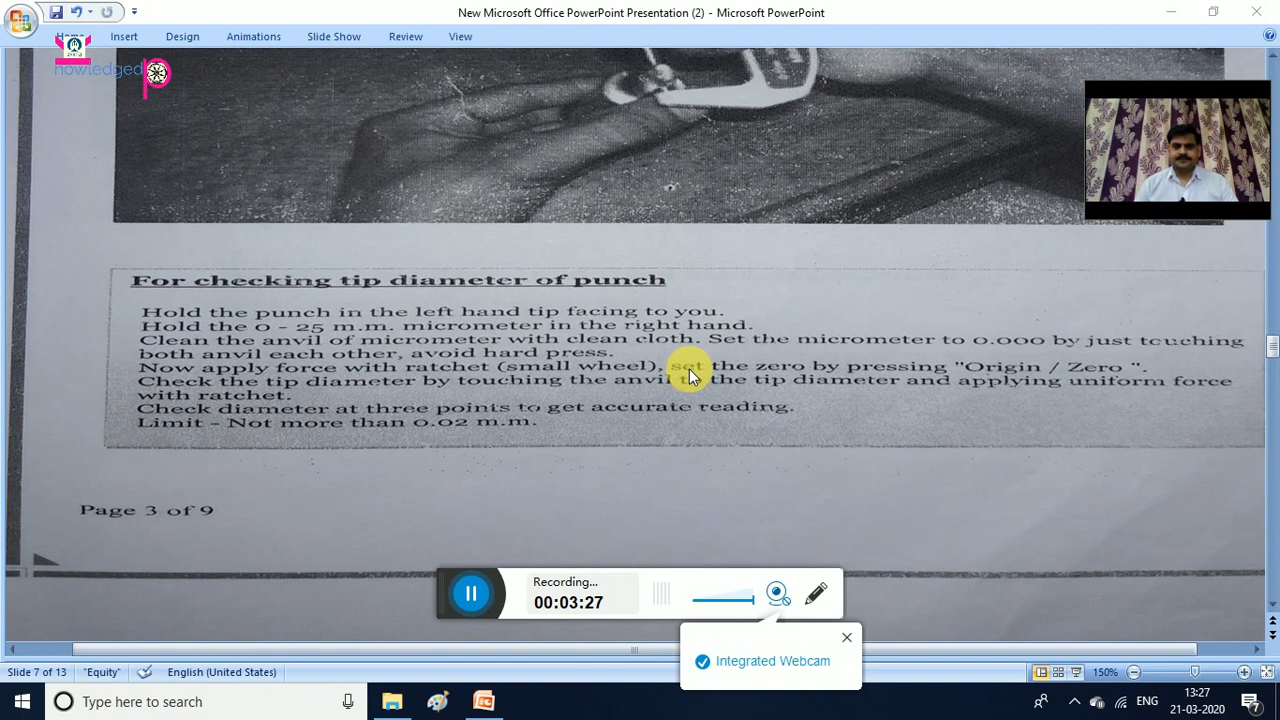 New Microsoft Office PowerPoint Presentation (2) - Microsoft PowerPoint
Home Insert Design Animations Slide Show Review View
nowledged
For checking tip diameter of punch
Hold the punch in the left hand tip facing to you.
Hold the 0 - 25 m.m. micrometer in the right hand.
Clean the anvil of micrometer with clean cloth. Set the micrometer to 0.000 by just touching
both anvil each other, avoid hard press.
Now apply force with ratchet (small wheel), set the zero by pressing "Origin / Zero ".
Check the tip diameter by touching the anvil to the tip diameter and applying uniform force
with ratchet.
Check diameter at three points to get accurate reading.
Limit - Not more than 0.02 m.m.
Page 3 of 9
Recording...
00:03:27
Integrated Webcam
Slide 7 of 13 "Equity" English (United States) 150%
Type here to search
ENG
13:27
21-03-2020
7